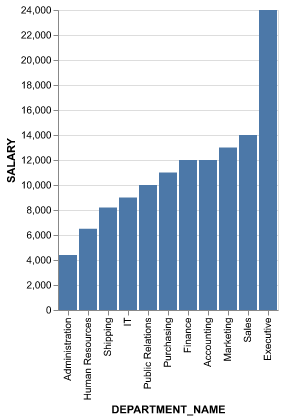 24,000
22,000
20,000
18,000
16,000
14,000
12,000
10,000
8,000
6,000
4,000
2,000
0
SALARY
Administration
Human Resources
Shipping
IT
Public Relations
Purchasing
Finance
Accounting
Marketing
Sales
Executive
DEPARTMENT_NAME